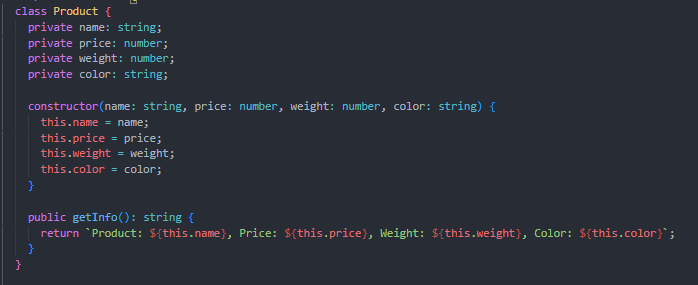 class Product {
  private name: string;
  private price: number;
  private weight: number;
  private color: string;

  constructor(name: string, price: number, weight: number, color: string) {
    this.name = name;
    this.price = price;
    this.weight = weight;
    this.color = color;
  }

  public getInfo(): string {
    return `Product: ${this.name}, Price: ${this.price}, Weight: ${this.weight}, Color: ${this.color}`;
  }
}